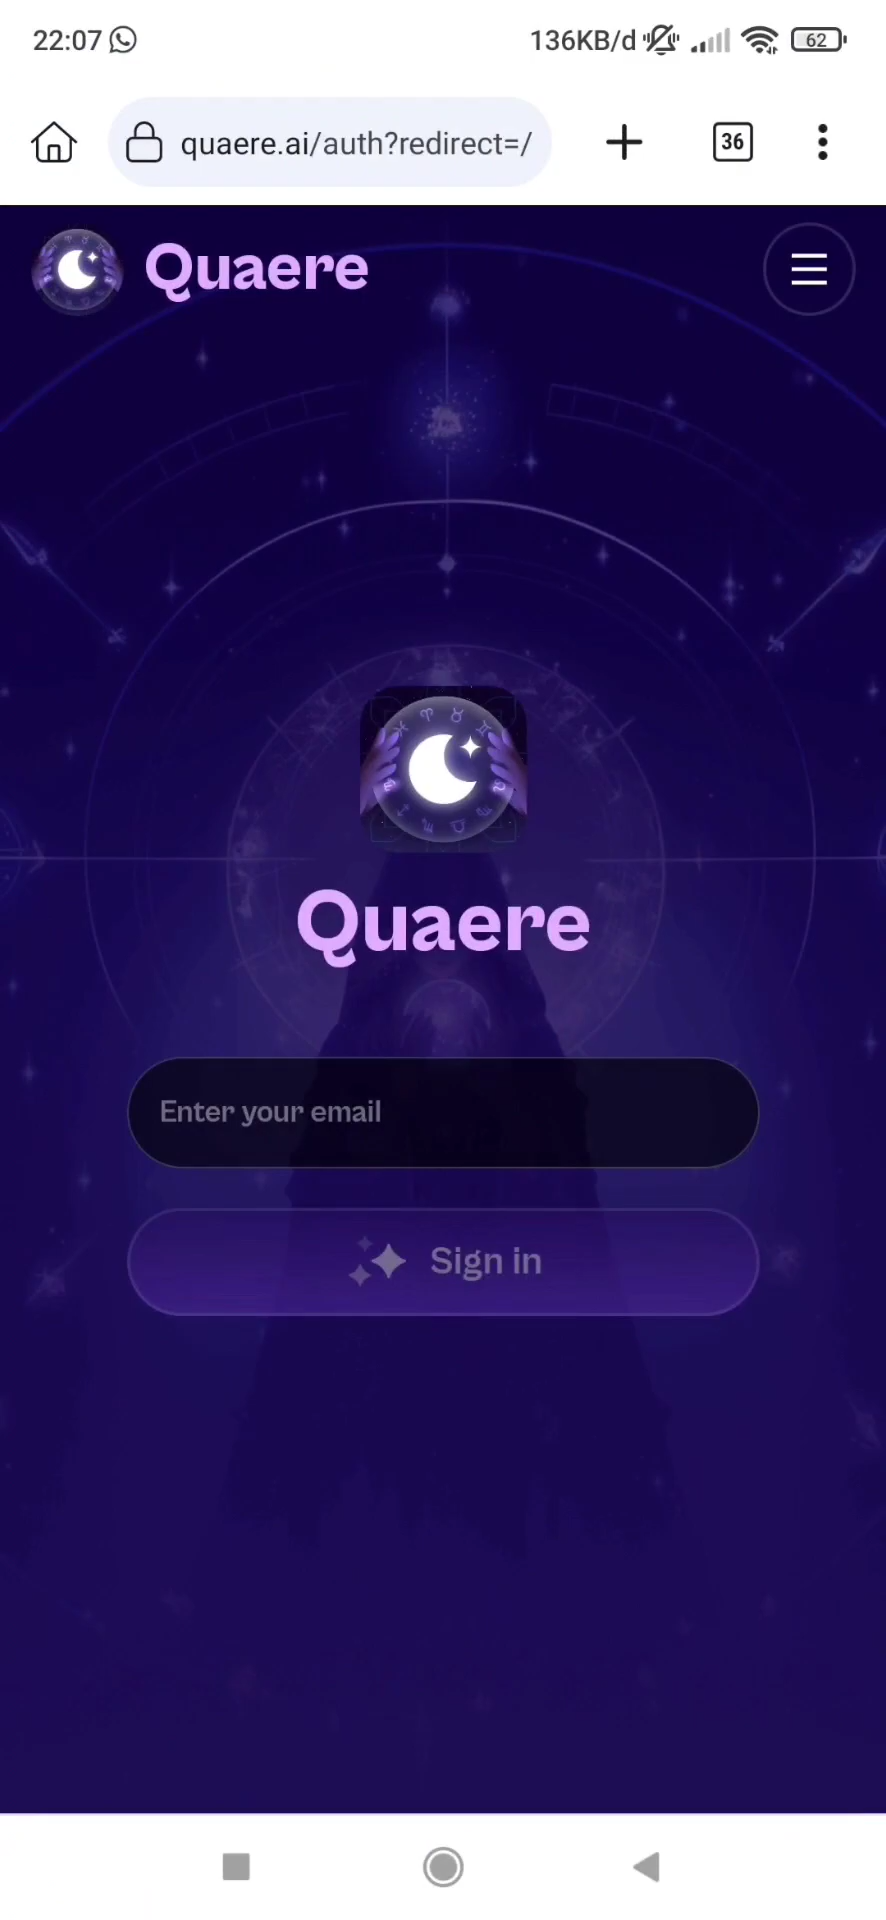 22:07 136KB/d 62
quaere.ai/auth?redirect=/ 36
Quaere
Quaere
Enter your email
Sign in